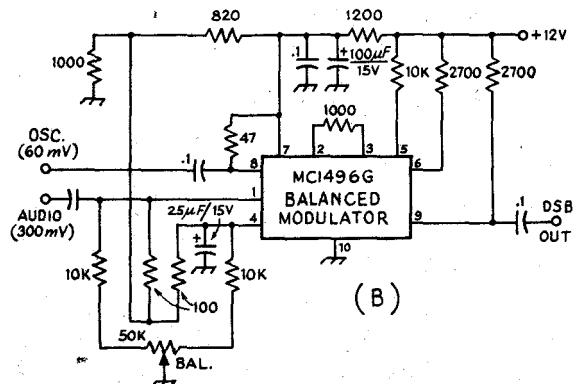 820
1200
+12V
1000
.1
+
100µF/15V
10K
2700
2700
OSC.
(60 mV)
47
1000
.1
8
7
2
3
5
6
MC1496G
BALANCED
MODULATOR
1
4
9
10
AUDIO
(300mV)
25µF/15V
+
.1
DSB
OUT
10K
10K
100
(B)
50K
BAL.